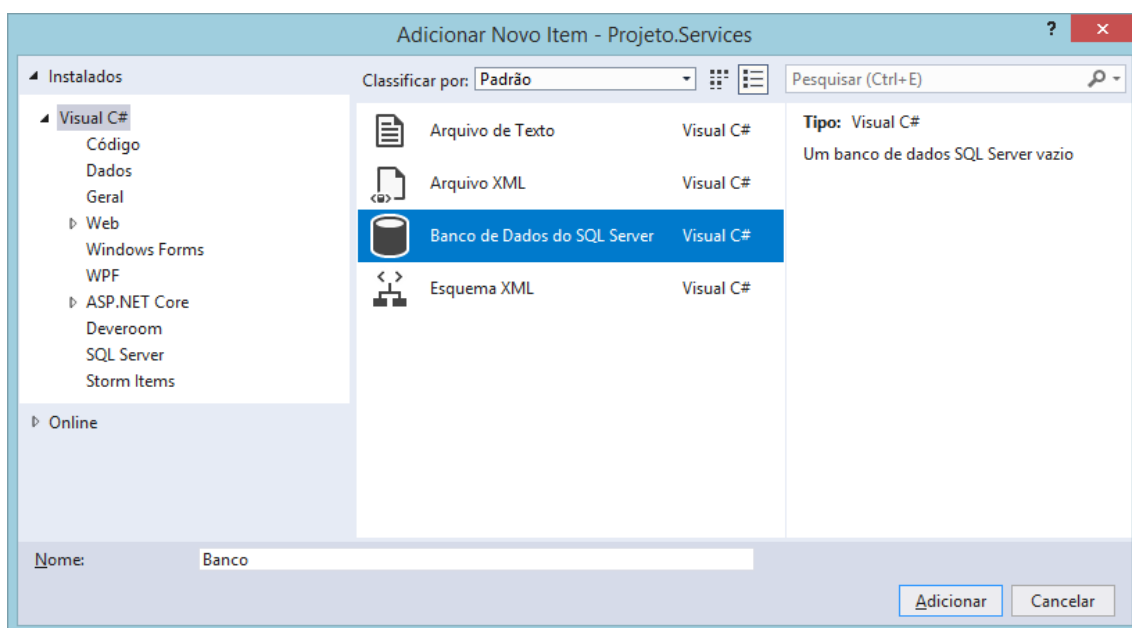 Adicionar Novo Item - Projeto.Services
?
Instalados
Classificar por: Padrão
Pesquisar (Ctrl+E)
Visual C#
Código
Dados
Geral
Web
Windows Forms
WPF
ASP.NET Core
Deveroom
SQL Server
Storm Items
Online
Arquivo de Texto Visual C#
Arquivo XML Visual C#
Banco de Dados do SQL Server Visual C#
Esquema XML Visual C#
Tipo: Visual C#
Um banco de dados SQL Server vazio
Nome: Banco
Adicionar Cancelar